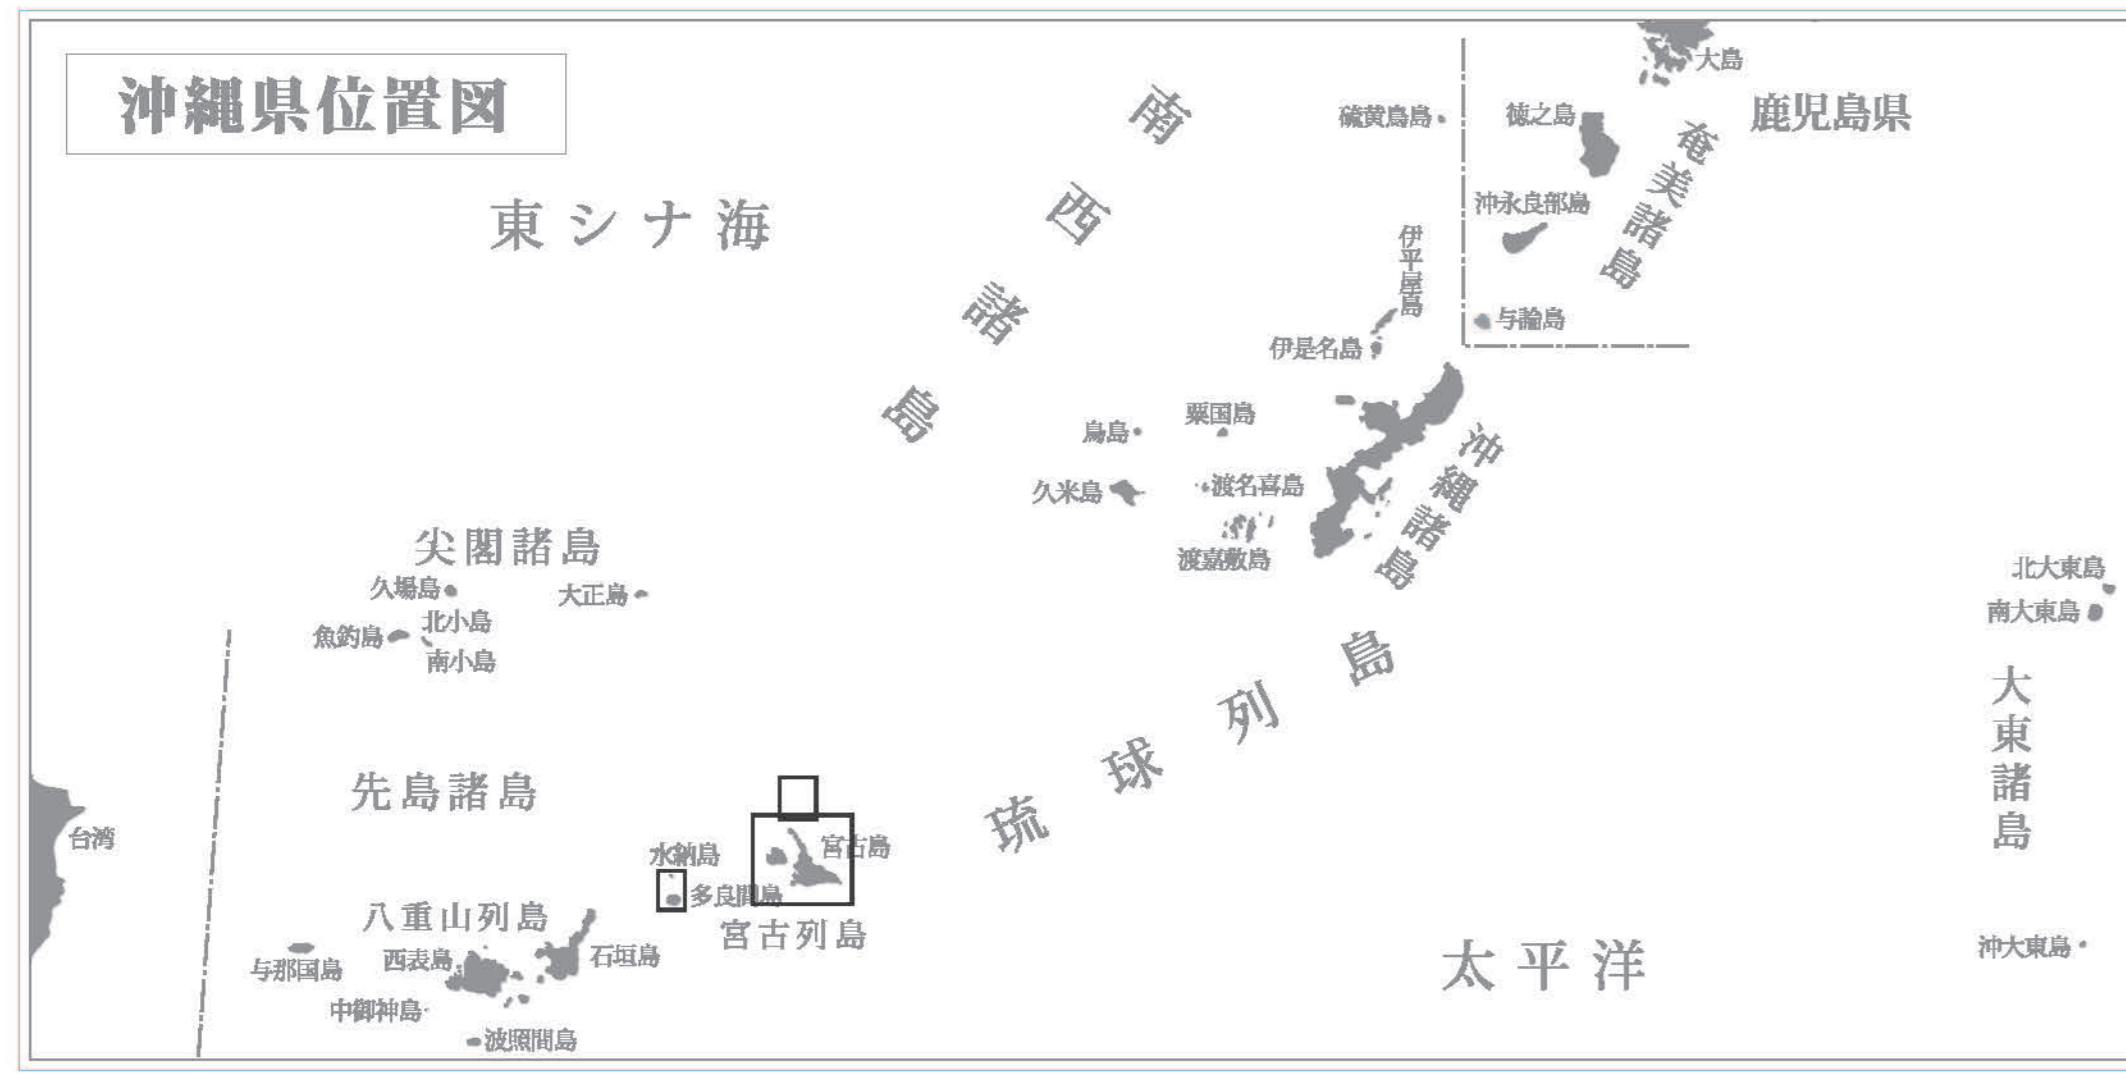 沖縄県位置図
東シナ海
南西諸島
硫黄鳥島
徳之島
大島
鹿児島県
奄美諸島
沖永良部島
与論島
伊平屋島
伊是名島
鳥島
粟国島
久米島
渡名喜島
渡嘉敷島
沖縄諸島
尖閣諸島
久場島
大正島
北小島
魚釣島
南小島
北大東島
南大東島
大東諸島
沖大東島
琉球列島
先島諸島
台湾
水納島
宮古島
多良間島
宮古列島
八重山列島
与那国島
西表島
石垣島
中御神島
波照間島
太平洋